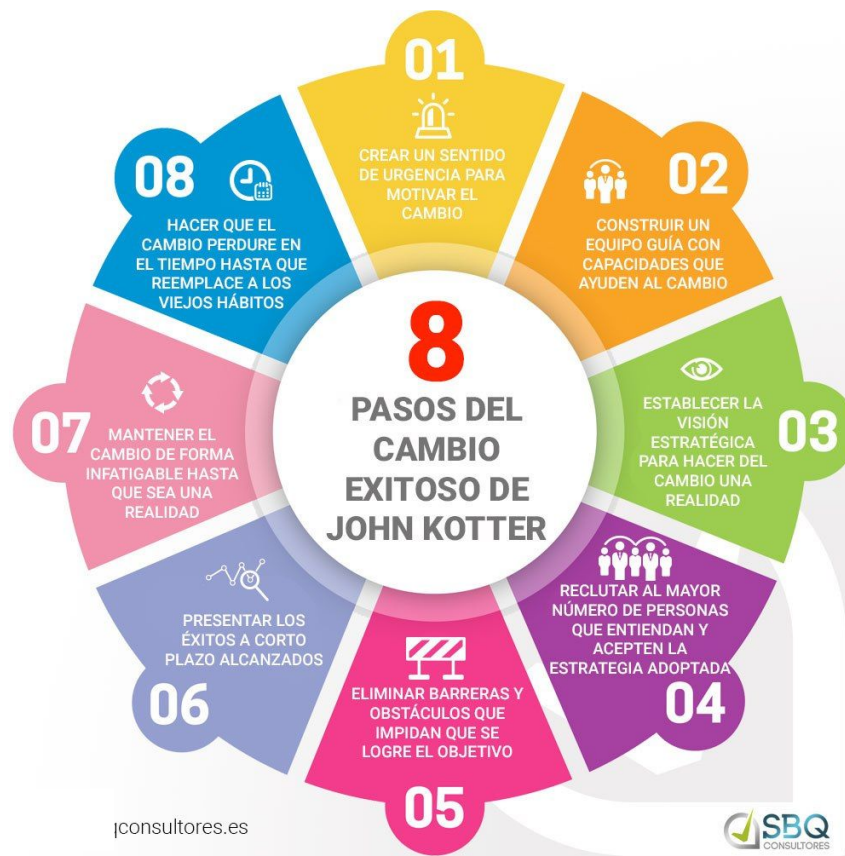 01
CREAR UN SENTIDO
DE URGENCIA PARA
MOTIVAR EL
CAMBIO
02
CONSTRUIR UN
EQUIPO GUÍA CON
CAPACIDADES QUE
AYUDEN AL CAMBIO
03
ESTABLECER LA
VISIÓN
ESTRATÉGICA
PARA HACER DEL
CAMBIO UNA
REALIDAD
04
RECLUTAR AL MAYOR
NÚMERO DE PERSONAS
QUE ENTIENDAN Y
ACEPTEN LA
ESTRATEGIA ADOPTADA
05
ELIMINAR BARRERAS Y
OBSTÁCULOS QUE
IMPIDAN QUE SE
LOGRE EL OBJETIVO
06
PRESENTAR LOS
ÉXITOS A CORTO
PLAZO ALCANZADOS
07
MANTENER EL
CAMBIO DE FORMA
INFATIGABLE HASTA
QUE SEA UNA
REALIDAD
08
HACER QUE EL
CAMBIO PERDURE EN
EL TIEMPO HASTA QUE
REEMPLACE A LOS
VIEJOS HÁBITOS
8
PASOS DEL
CAMBIO
EXITOSO DE
JOHN KOTTER
consultores.es
SBQ
CONSULTORES